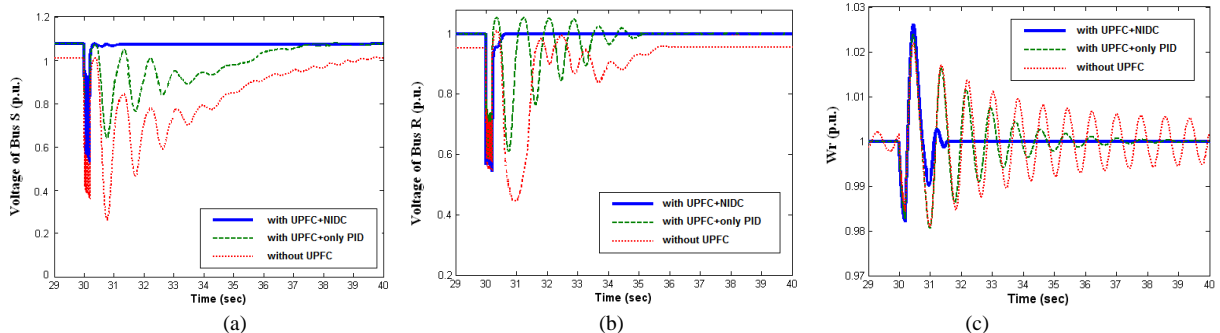 Voltage of Bus S (p.u.)
1.2
1
0.8
0.6
0.4
0.2
0
with UPFC+NIDC
with UPFC+only PID
without UPFC
29 30 31 32 33 34 35 36 37 38 39 40
Time (sec)
(a)
Voltage of Bus R (p.u.)
1
0.8
0.6
0.4
0.2
with UPFC+NIDC
with UPFC+only PID
without UPFC
29 30 31 32 33 34 35 36 37 38 39 40
Time (sec)
(b)
Wr (p.u.)
1.03
1.02
1.01
1
0.99
0.98
0.97
with UPFC+NIDC
with UPFC+only PID
without UPFC
29 30 31 32 33 34 35 36 37 38 39 40
Time (sec)
(c)